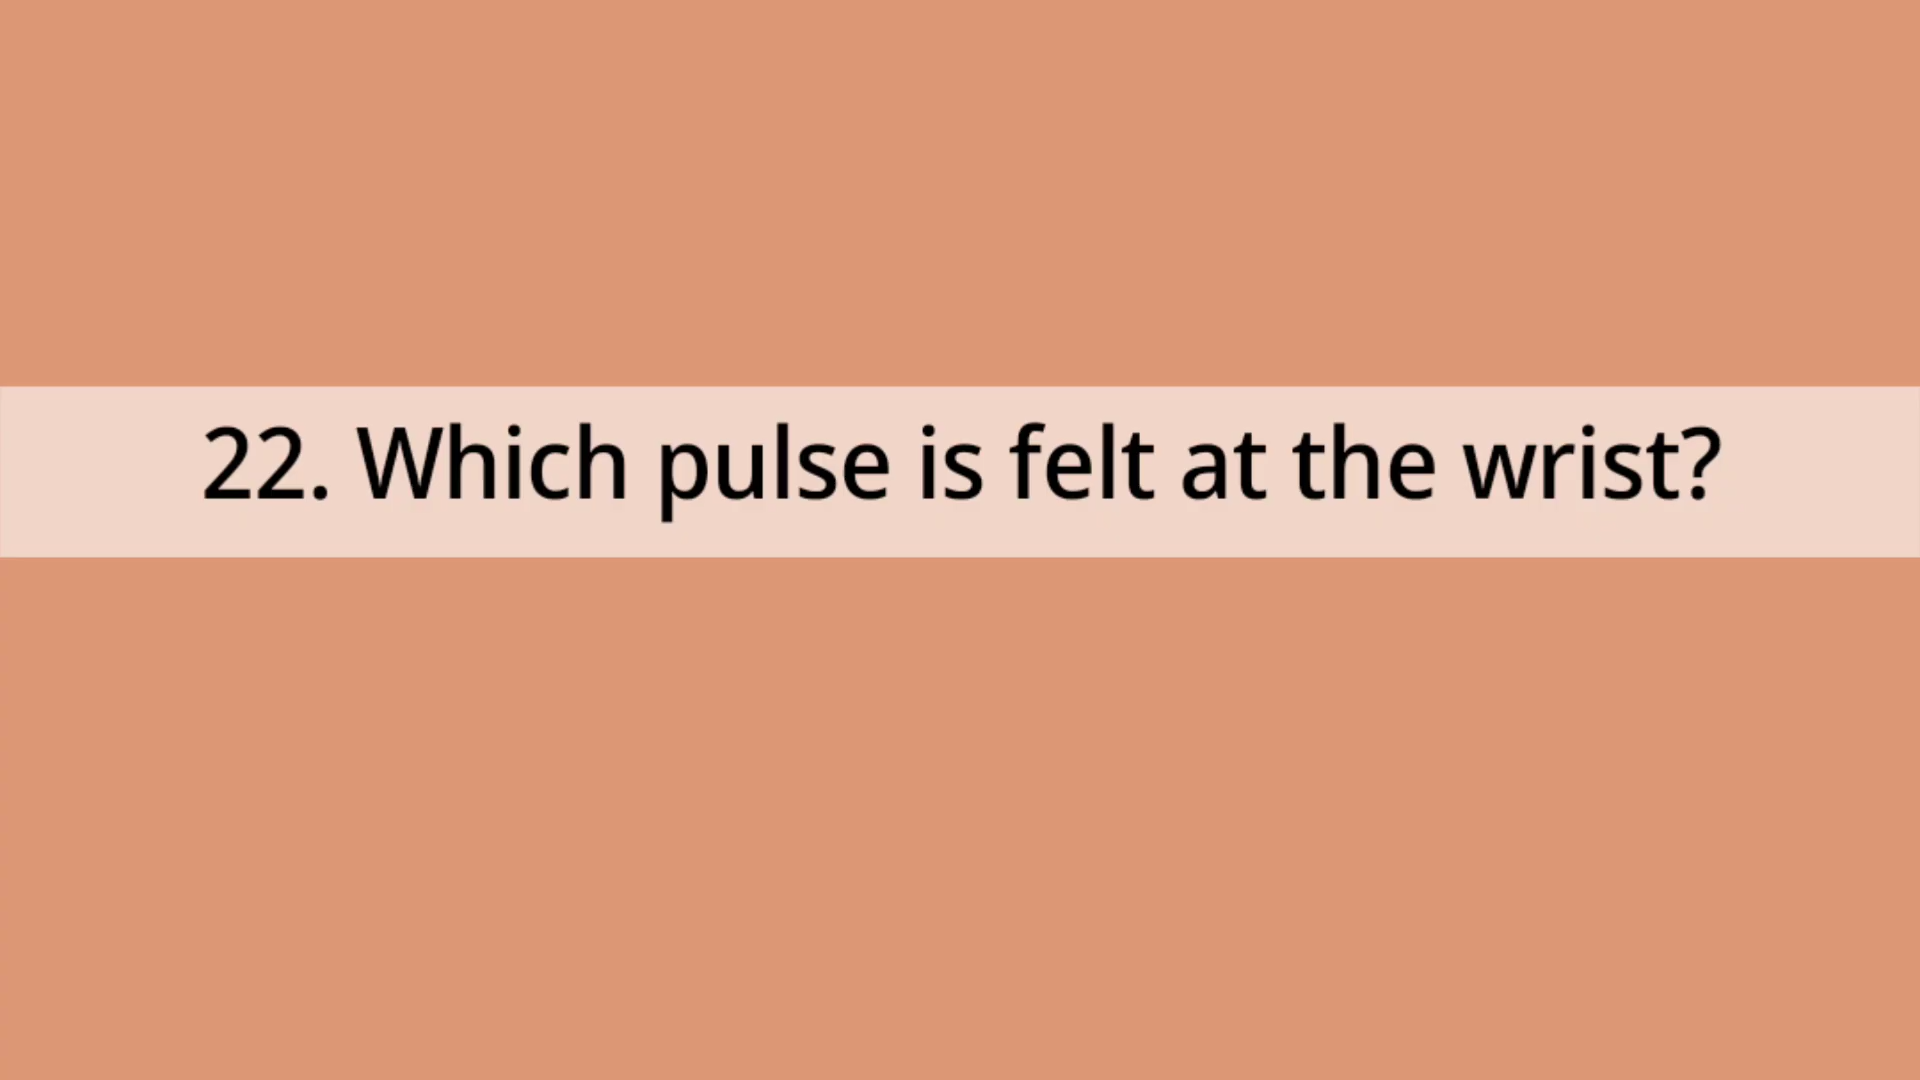 22. Which pulse is felt at the wrist?